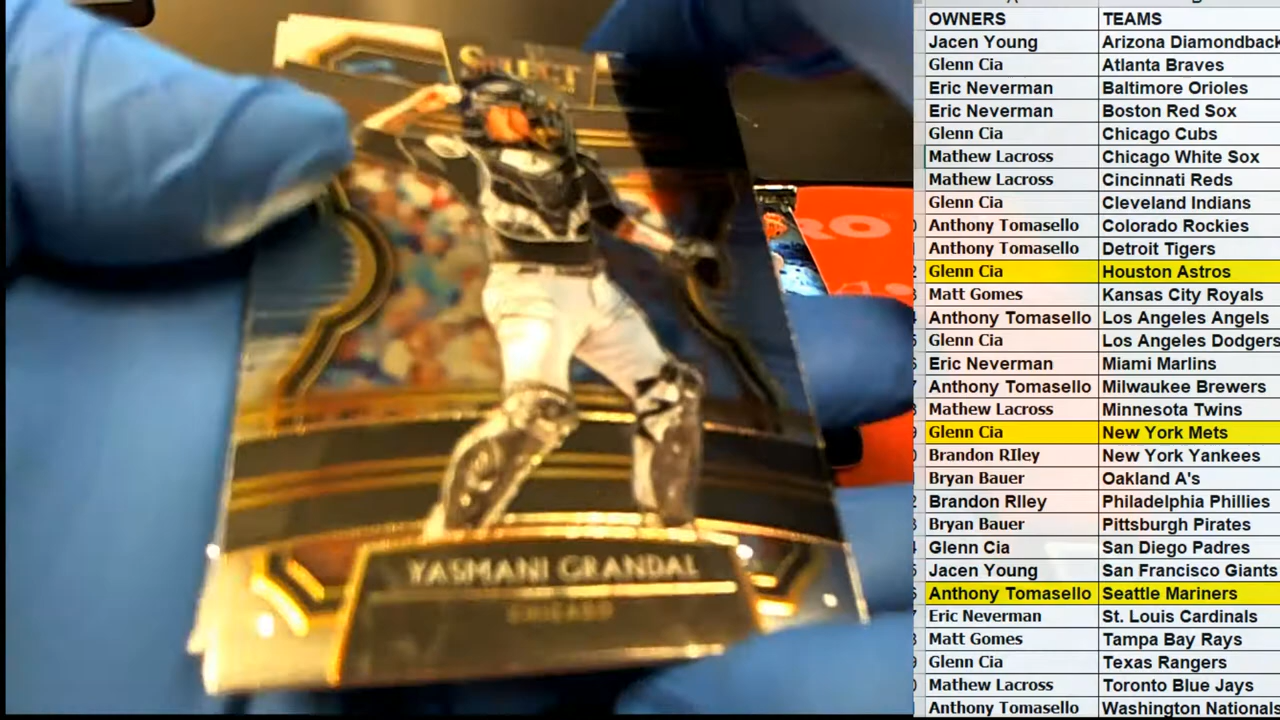 SELECT
YASMANI GRANDAL
CHICAGO
RO
OWNERS TEAMS
Jacen Young Arizona Diamondback
Glenn Cia Atlanta Braves
Eric Neverman Baltimore Orioles
Eric Neverman Boston Red Sox
Glenn Cia Chicago Cubs
Mathew Lacross Chicago White Sox
Mathew Lacross Cincinnati Reds
Glenn Cia Cleveland Indians
Anthony Tomasello Colorado Rockies
Anthony Tomasello Detroit Tigers
Glenn Cia Houston Astros
Matt Gomes Kansas City Royals
Anthony Tomasello Los Angeles Angels
Glenn Cia Los Angeles Dodgers
Eric Neverman Miami Marlins
Anthony Tomasello Milwaukee Brewers
Mathew Lacross Minnesota Twins
Glenn Cia New York Mets
Brandon RIley New York Yankees
Bryan Bauer Oakland A's
Brandon RIley Philadelphia Phillies
Bryan Bauer Pittsburgh Pirates
Glenn Cia San Diego Padres
Jacen Young San Francisco Giants
Anthony Tomasello Seattle Mariners
Eric Neverman St. Louis Cardinals
Matt Gomes Tampa Bay Rays
Glenn Cia Texas Rangers
Mathew Lacross Toronto Blue Jays
Anthony Tomasello Washington Nationals